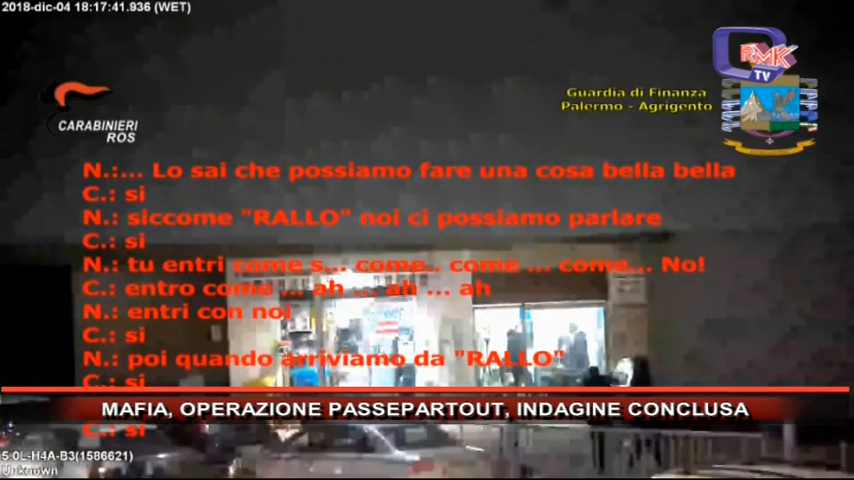 2018-dic-04 18:17:41.936 (WET)
RMK
TV
Guardia di Finanza
Palermo - Agrigento
CARABINIERI
ROS
N.:... Lo sai che possiamo fare una cosa bella bella
C.: si
N.: siccome "RALLO" noi ci possiamo parlare
C.: si
N.: tu entri come s... come.. come ... come... No!
C.: entro come ... ah ... ah ... ah
N.: entri con noi
C.: si
N.: poi quando arriviamo da "RALLO"
C.: si
MAFIA, OPERAZIONE PASSEPARTOUT, INDAGINE CONCLUSA
C.: si
5:0L-H4A-B3(1586621)
Unknown